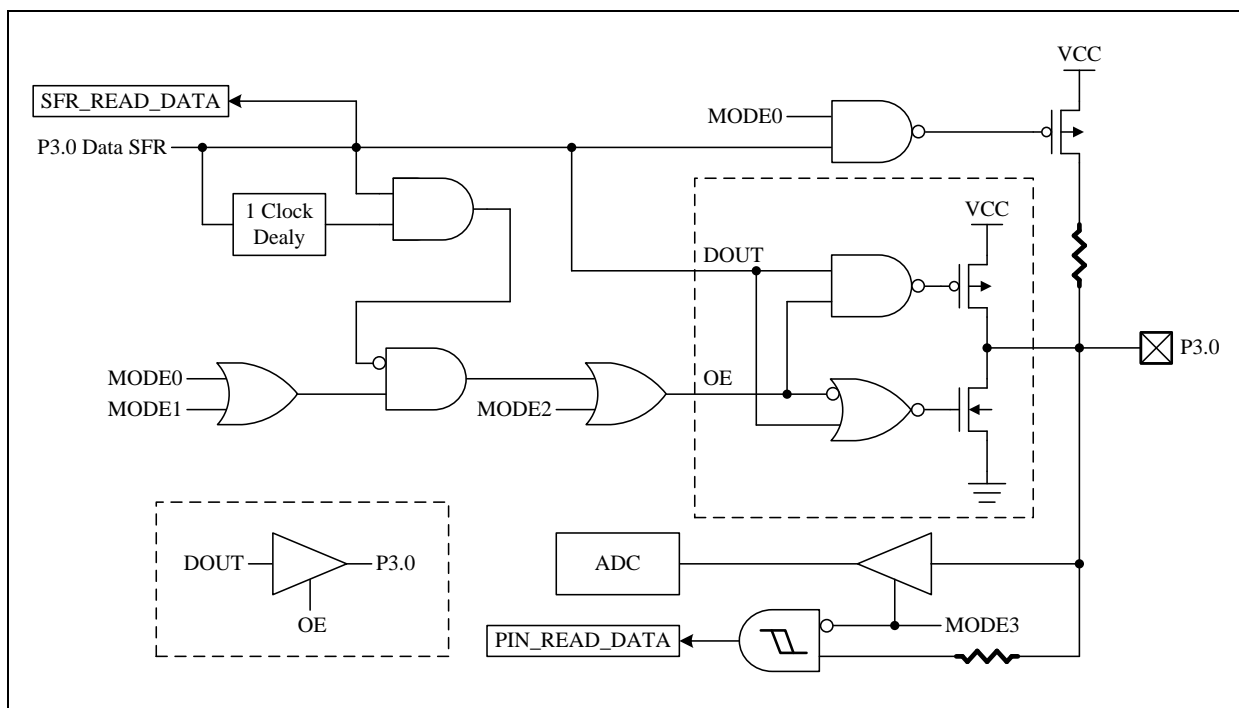 VCC
SFR_READ_DATA
MODE0
P3.0 Data SFR
1 Clock
Dealy
VCC
DOUT
P3.0
MODE0
MODE1
MODE2
OE
DOUT
P3.0
OE
ADC
MODE3
PIN_READ_DATA